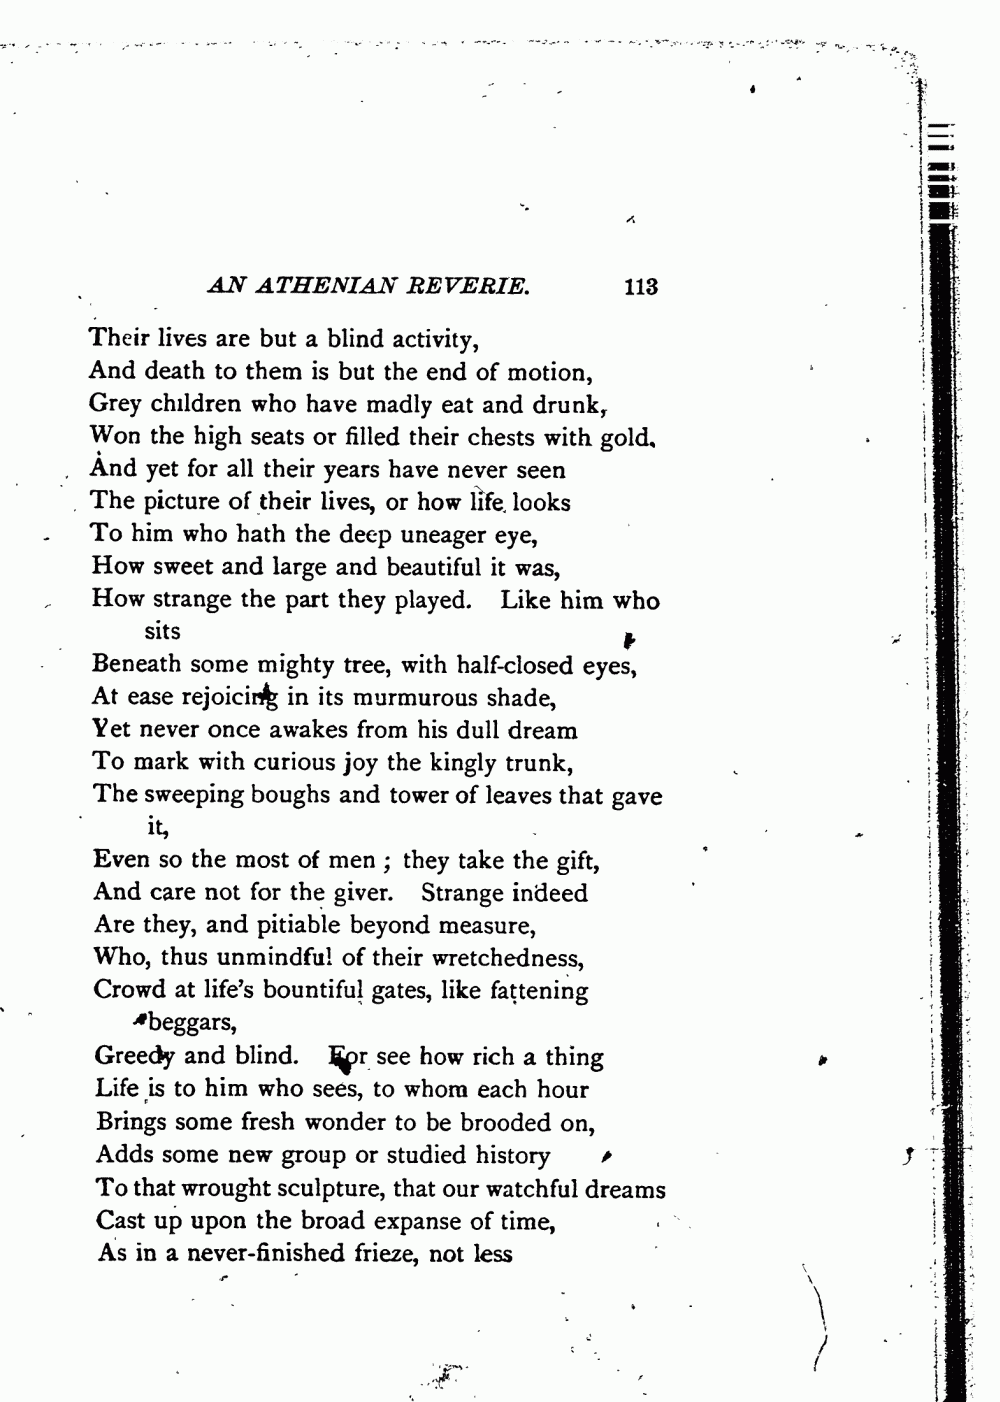 AN ATHENIAN REVERIE. 113
Their lives are but a blind activity,
And death to them is but the end of motion,
Grey children who have madly eat and drunk,
Won the high seats or filled their chests with gold.
And yet for all their years have never seen
The picture of their lives, or how life looks
To him who hath the deep uneager eye,
How sweet and large and beautiful it was,
How strange the part they played. Like him who
sits
Beneath some mighty tree, with half-closed eyes,
At ease rejoicing in its murmurous shade,
Yet never once awakes from his dull dream
To mark with curious joy the kingly trunk,
The sweeping boughs and tower of leaves that gave
it,
Even so the most of men ; they take the gift,
And care not for the giver. Strange indeed
Are they, and pitiable beyond measure,
Who, thus unmindful of their wretchedness,
Crowd at life's bountiful gates, like fattening
beggars,
Greedy and blind. For see how rich a thing
Life is to him who sees, to whom each hour
Brings some fresh wonder to be brooded on,
Adds some new group or studied history
To that wrought sculpture, that our watchful dreams
Cast up upon the broad expanse of time,
As in a never-finished frieze, not less